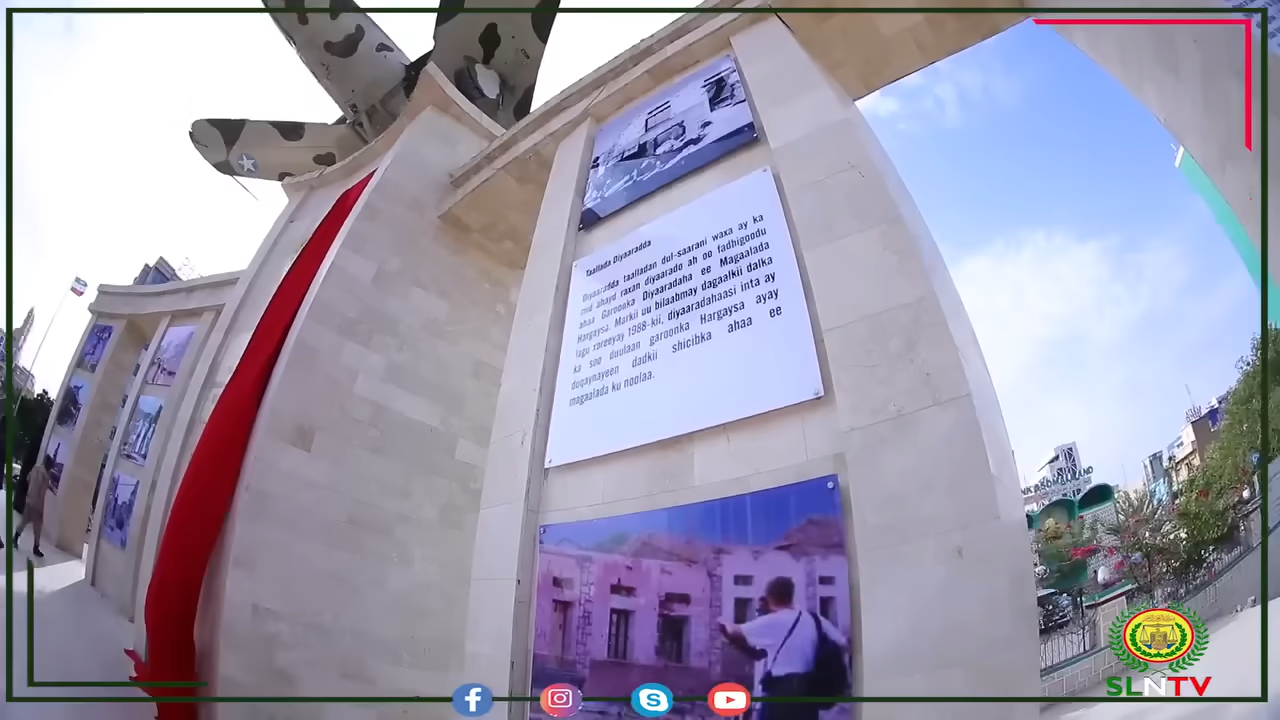 Taallada Diyaaradda
Diyaaradda taalladan dul-saarani waxa ay ka
mid ahayd raxan diyaarado ah oo fadhigoodu
ahaa Garoonka Diyaaradaha ee Magaalada
Hargaysa. Markii uu bilaabmay dagaalkii dalka
lagu xoreeyay 1988-kii, diyaaradahaasi inta ay
ka soo duulaan garoonka Hargaysa ayay
duqaynayeen dadkii shicibka ahaa ee
magaalada ku noolaa.
SLNTV